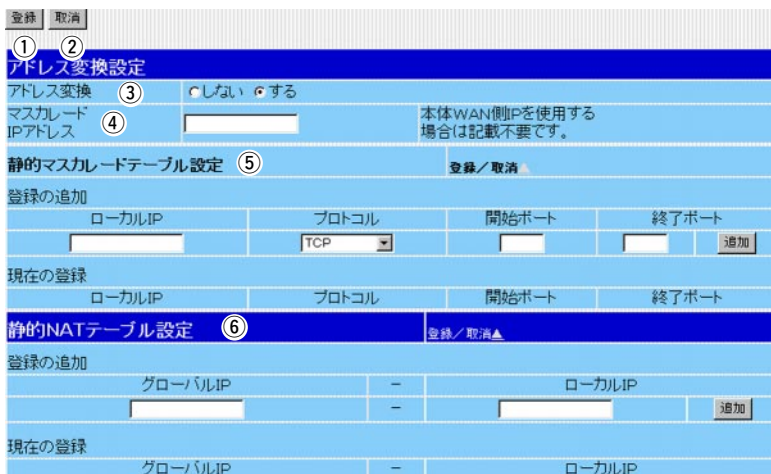 登録 取消
① ②
アドレス変換設定
アドレス変換 ③ しない する
マスカレード
IPアドレス ④ 本体WAN側IPを使用する
場合は記載不要です。
静的マスカレードテーブル設定 ⑤ 登録/取消▲
登録の追加
ローカルIP プロトコル 開始ポート 終了ポート
TCP 追加
現在の登録
ローカルIP プロトコル 開始ポート 終了ポート
静的NATテーブル設定 ⑥ 登録/取消▲
登録の追加
グローバルIP − ローカルIP
− 追加
現在の登録
グローバルIP − ローカルIP